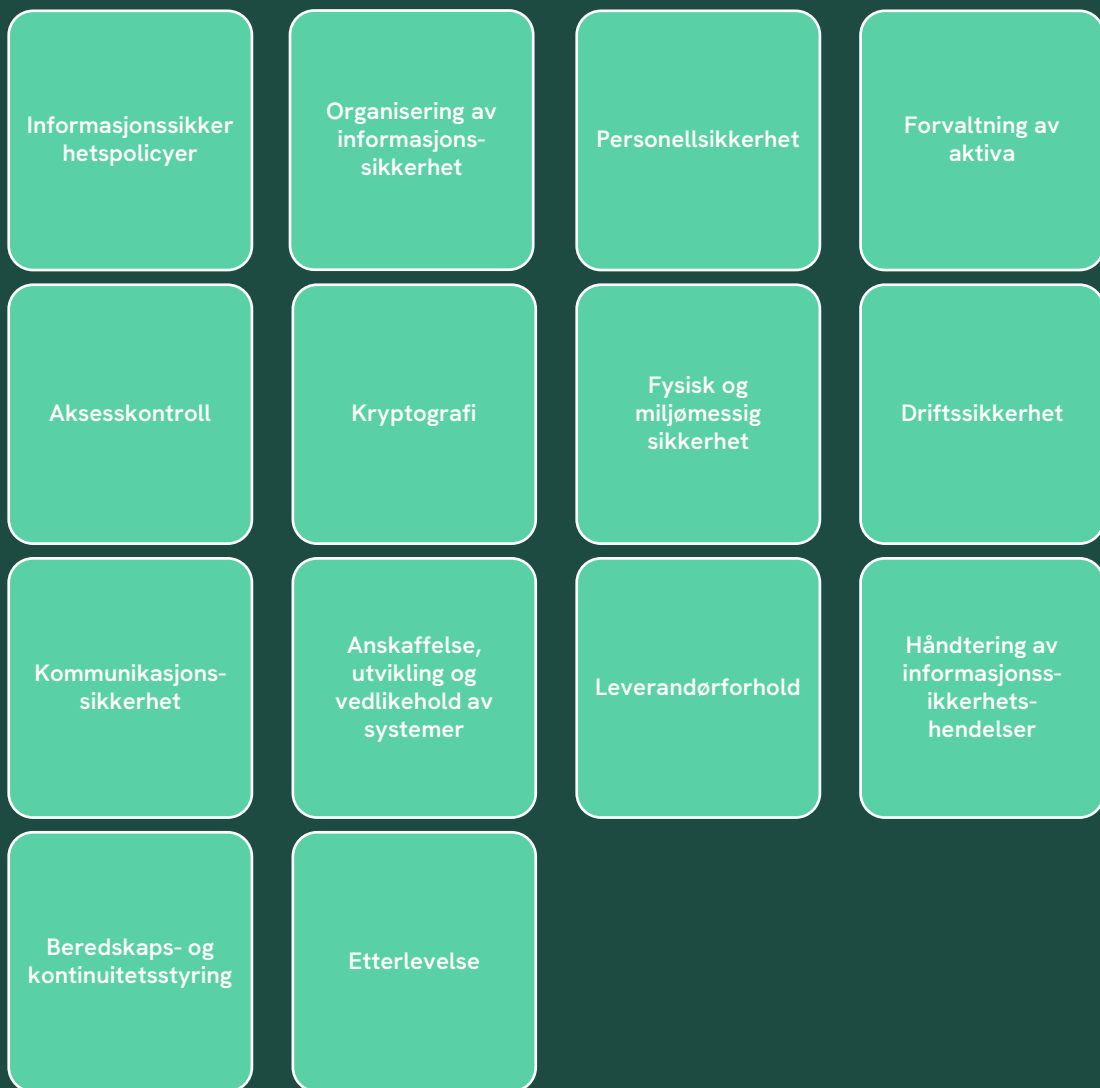 Informasjonssikker
hetspolicyer
Organisering av
informasjons-
sikkerhet
Personellsikkerhet
Forvaltning av
aktiva
Aksesskontroll
Kryptografi
Fysisk og
miljømessig
sikkerhet
Driftssikkerhet
Kommunikasjons-
sikkerhet
Anskaffelse,
utvikling og
vedlikehold av
systemer
Leverandørforhold
Håndtering av
informasjonss-
ikkerhets-
hendelser
Beredskaps- og
kontinuitetsstyring
Etterlevelse